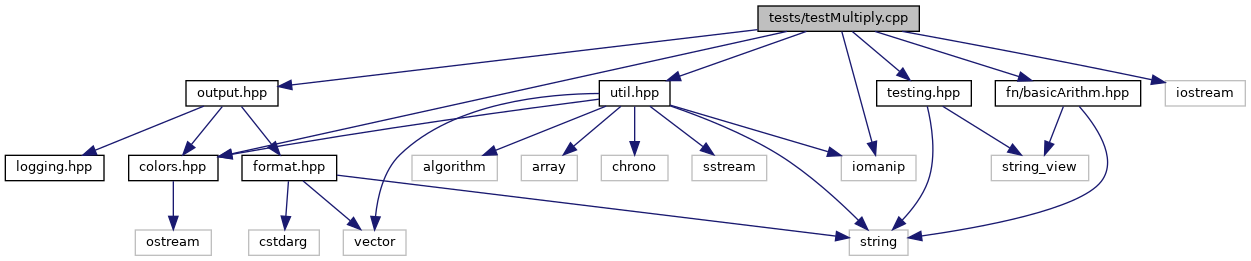 tests/testMultiply.cpp
output.hpp
util.hpp
testing.hpp
fn/basicArithm.hpp
iostream
logging.hpp
colors.hpp
format.hpp
algorithm
array
chrono
sstream
iomanip
string_view
ostream
cstdarg
vector
string